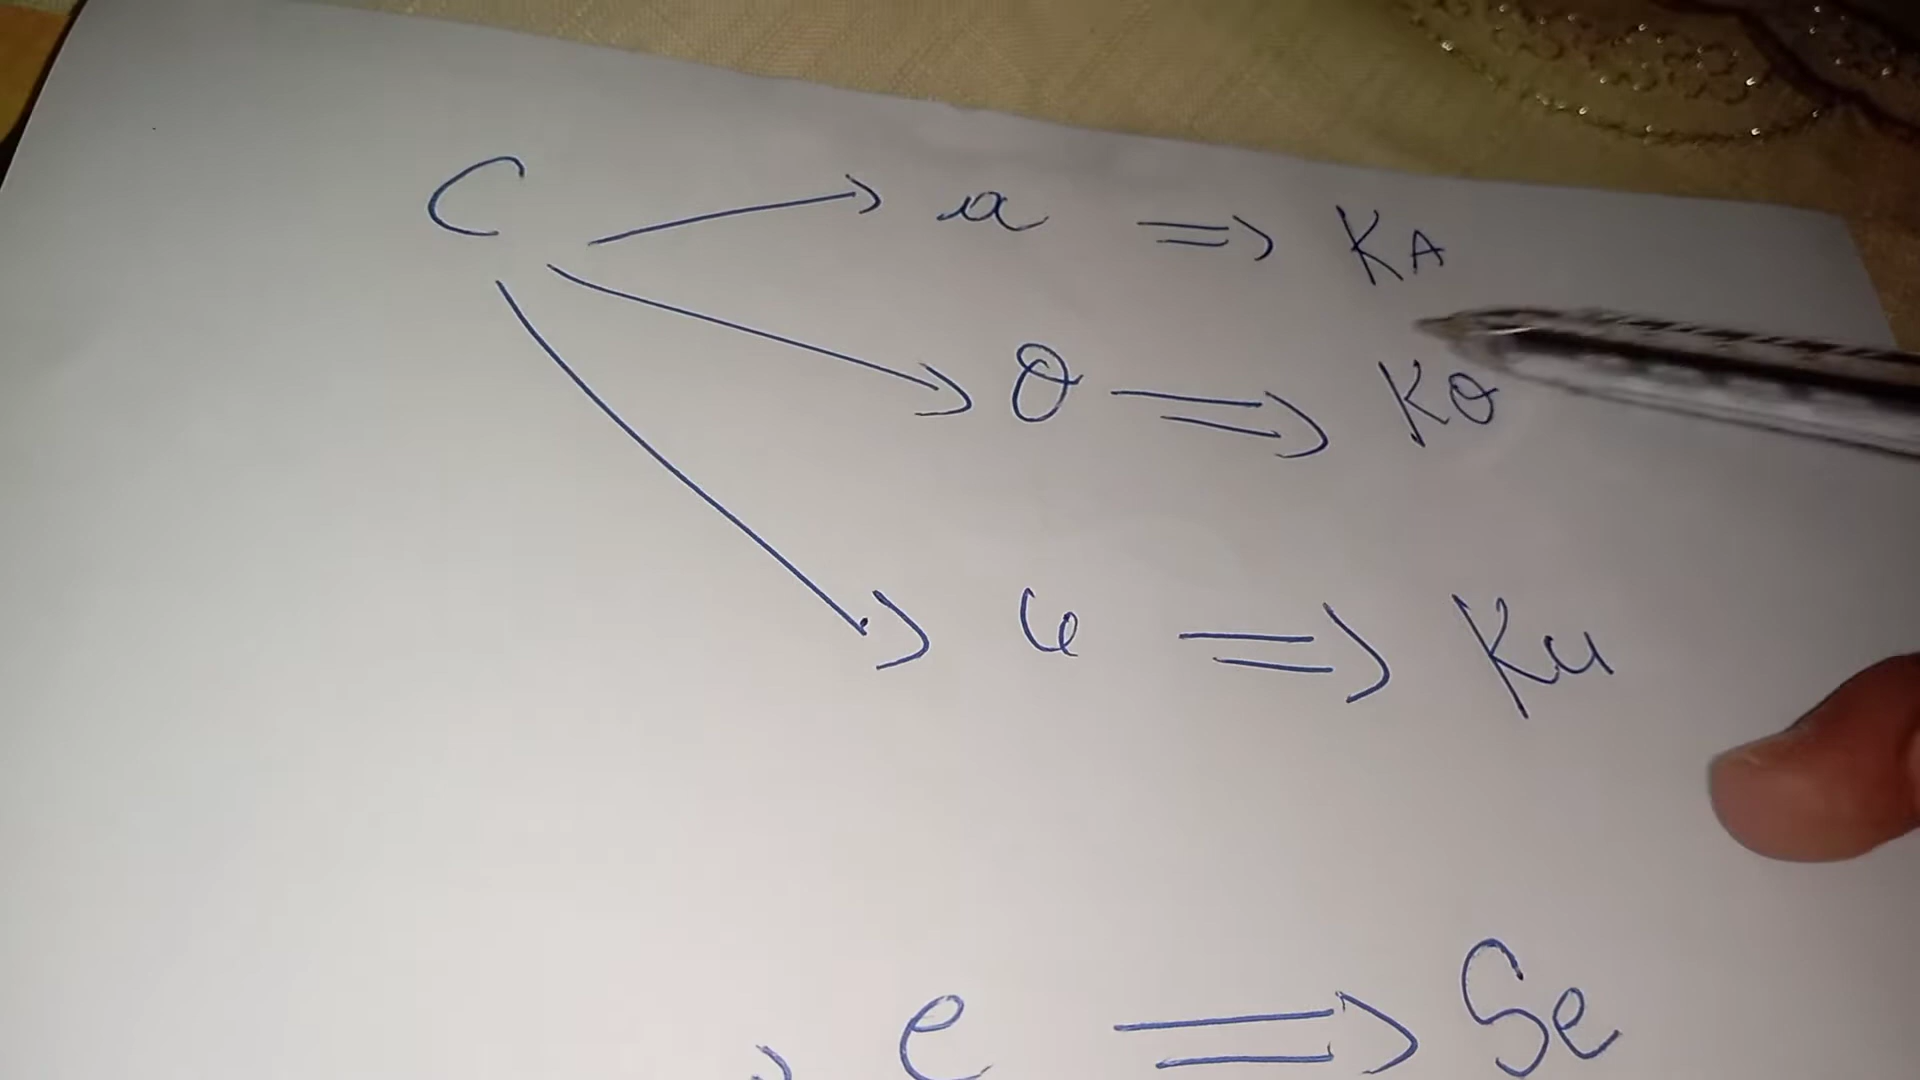 C → a ⇒ KA
→ o ⇒ Ko
→ u ⇒ Ku
→ e ⇒ Se